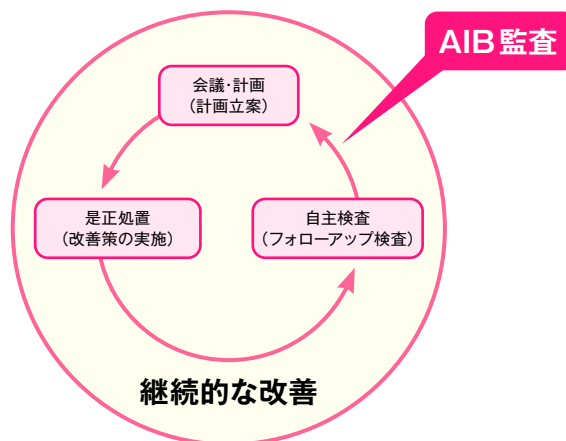 AIB監査
会議・計画
（計画立案）
是正処置
（改善策の実施）
自主検査
（フォローアップ検査）
継続的な改善